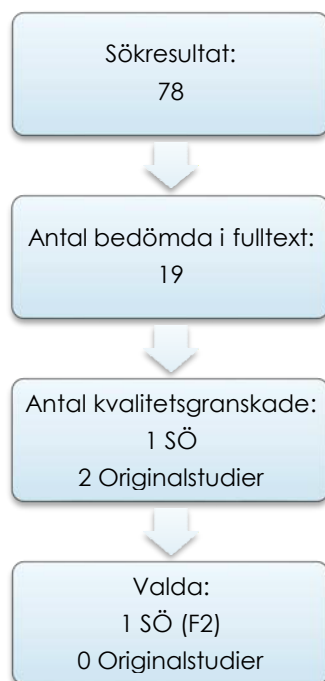 Sökresultat:
78
Antal bedömda i fulltext:
19
Antal kvalitetsgranskade:
1 SÖ
2 Originalstudier
Valda:
1 SÖ (F2)
0 Originalstudier